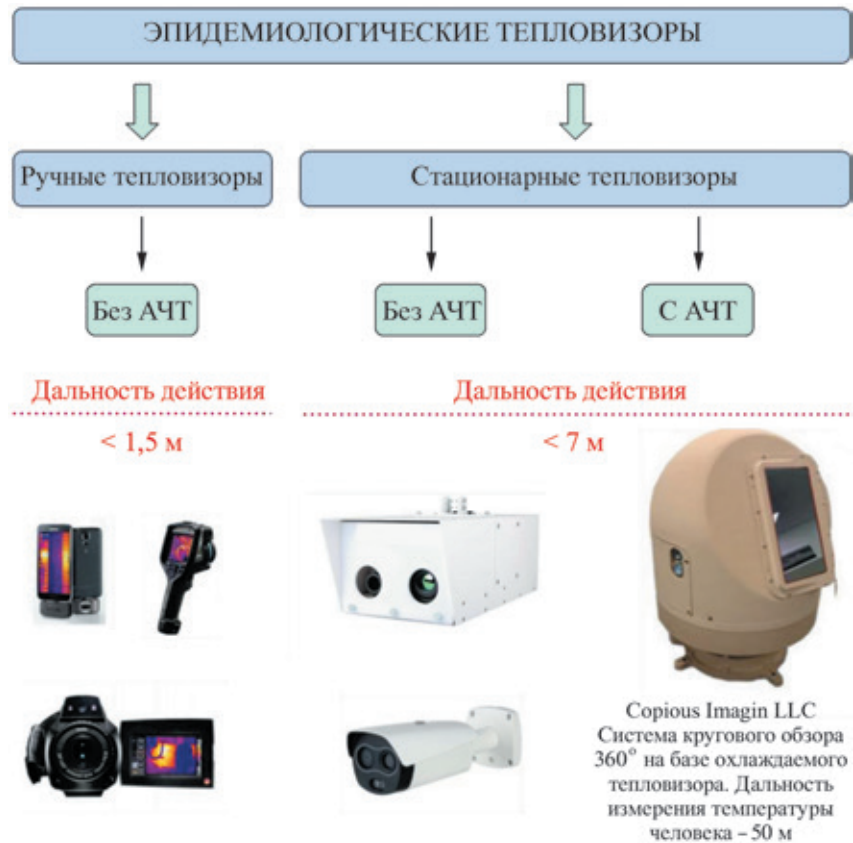 ЭПИДЕМИОЛОГИЧЕСКИЕ ТЕПЛОВИЗОРЫ
Ручные тепловизоры
Стационарные тепловизоры
Без АЧТ
Без АЧТ
С АЧТ
Дальность действия
Дальность действия
< 1,5 м
< 7 м
Copious Imagin LLC
Система кругового обзора
360° на базе охлаждаемого
тепловизора. Дальность
измерения температуры
человека – 50 м